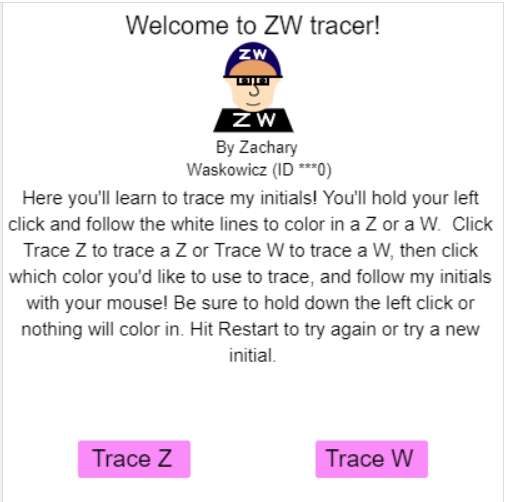 Welcome to ZW tracer!
ZW
ZW
By Zachary
Waskowicz (ID ***0)
Here you'll learn to trace my initials! You'll hold your left
click and follow the white lines to color in a Z or a W.  Click
Trace Z to trace a Z or Trace W to trace a W, then click
which color you'd like to use to trace, and follow my initials
with your mouse! Be sure to hold down the left click or
nothing will color in. Hit Restart to try again or try a new
initial.
Trace Z
Trace W